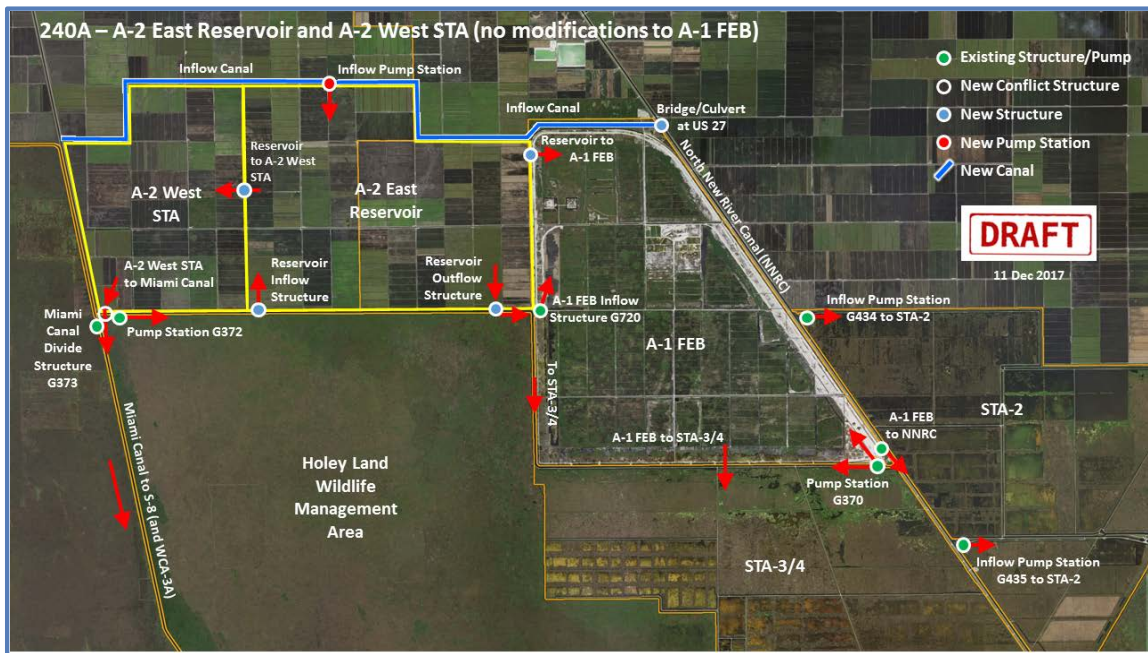 240A – A-2 East Reservoir and A-2 West STA (no modifications to A-1 FEB)
Inflow Canal
Inflow Pump Station
Inflow Canal
Bridge/Culvert
at US 27
Existing Structure/Pump
New Conflict Structure
New Structure
New Pump Station
New Canal
Reservoir
to A-2 West
STA
Reservoir to
A-1 FEB
North New River Canal (NNRC)
A-2 West
STA
A-2 East
Reservoir
DRAFT
11 Dec 2017
A-2 West STA
to Miami Canal
Reservoir
Inflow
Structure
Reservoir
Outflow
Structure
A-1 FEB Inflow
Structure G720
Inflow Pump Station
G434 to STA-2
Miami
Canal
Divide
Structure
G373
Pump Station G372
A-1 FEB
To STA-3/4
STA-2
A-1 FEB
to NNRC
A-1 FEB to STA-3/4
Miami Canal to S-8 (and WCA-3A)
Holey Land
Wildlife
Management
Area
Pump Station
G370
STA-3/4
Inflow Pump Station
G435 to STA-2